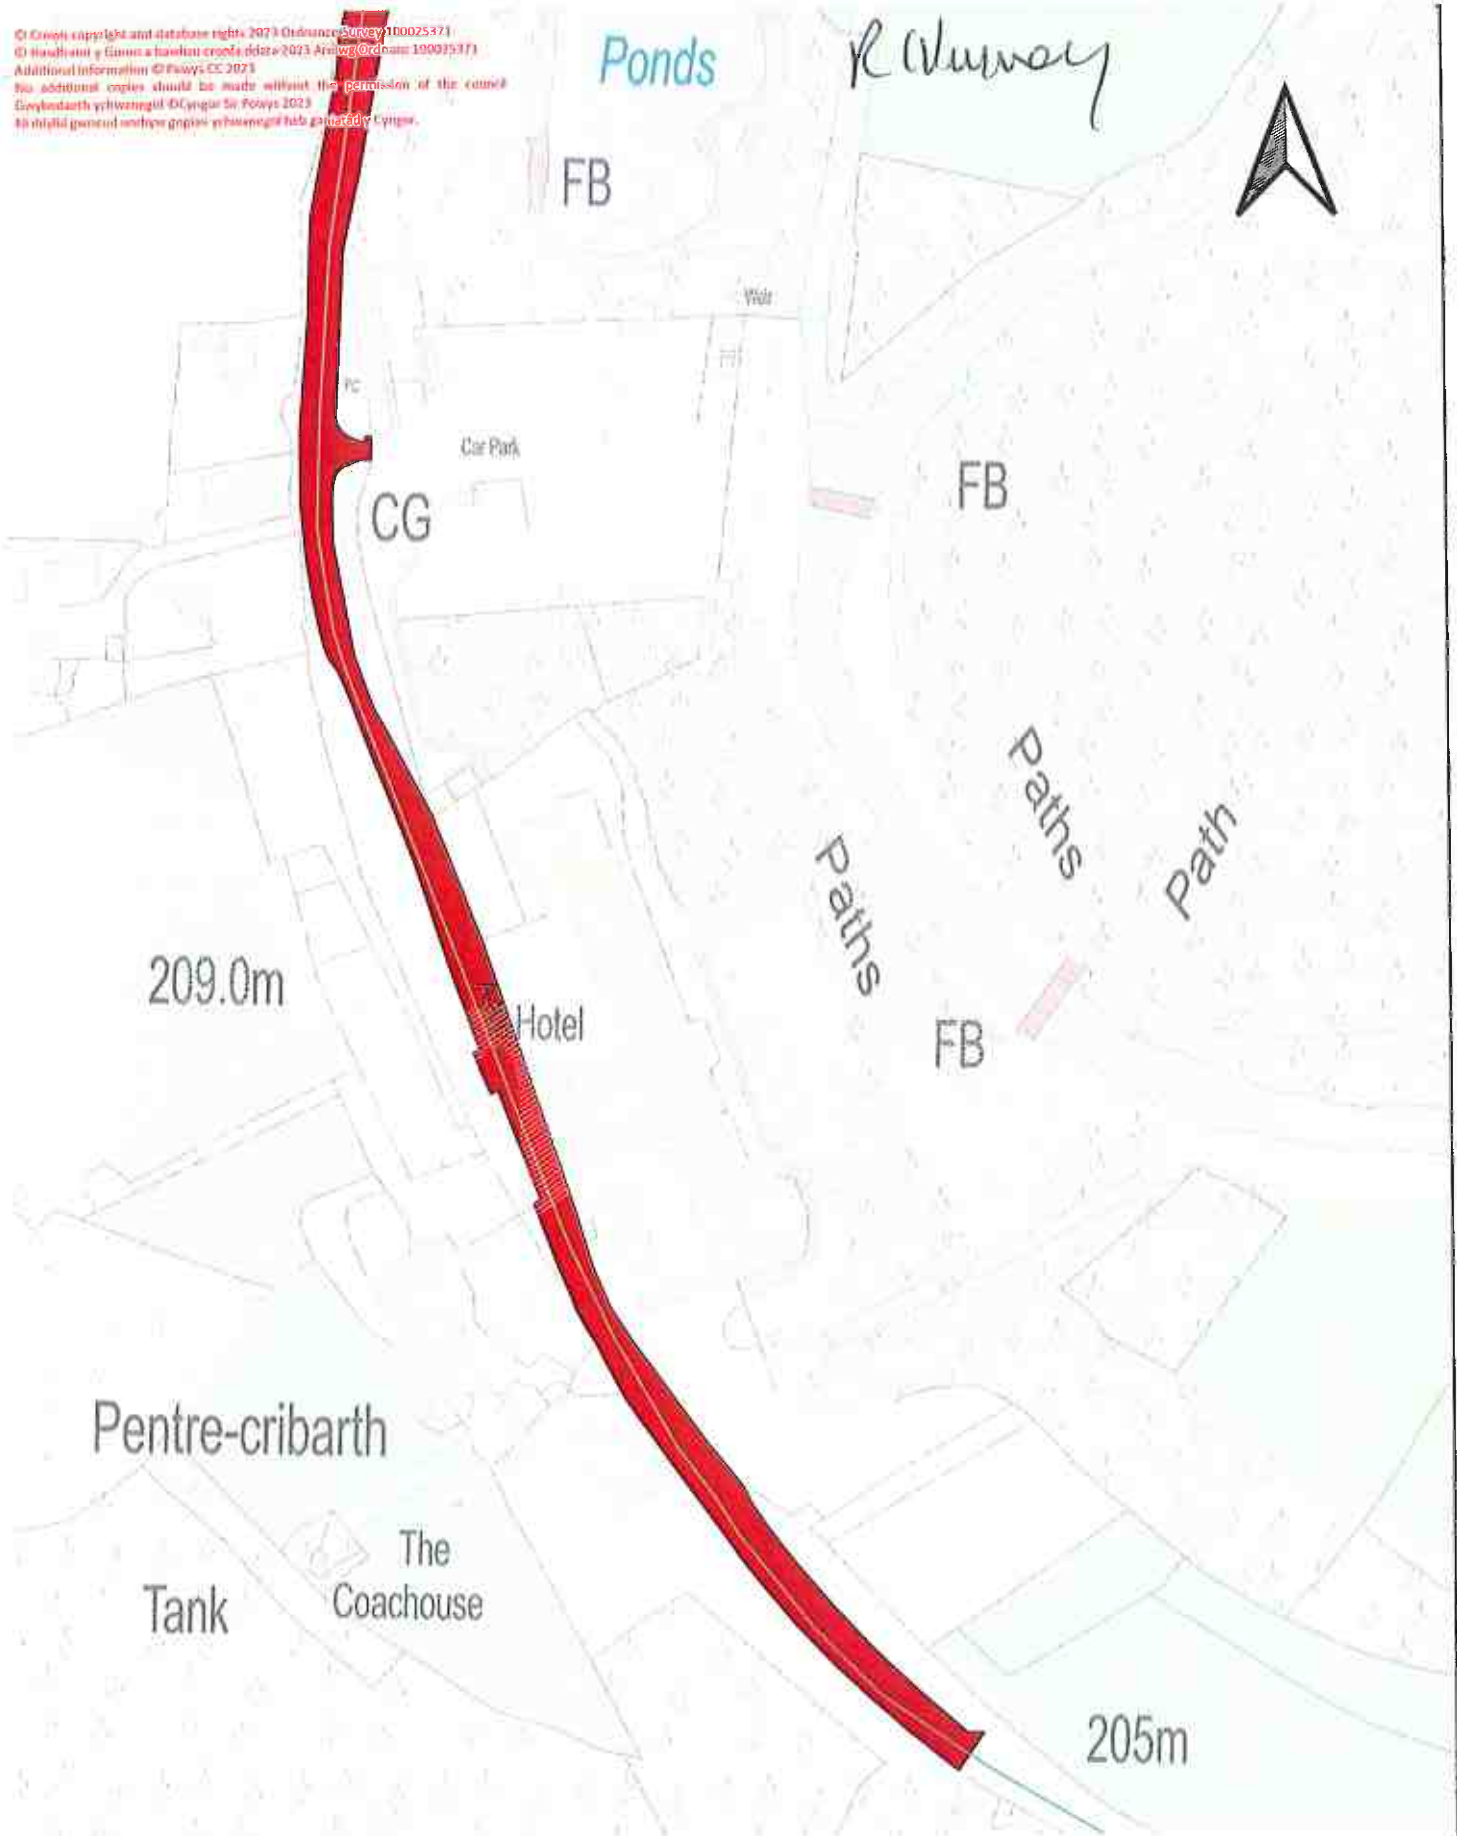 © Crown copyright and database rights 2023 Ordnance Survey 100025371
Additional Information © Powys CC 2023
No additional copies should be made without the permission of the council
Ponds
FB
Weir
PC
Car Park
CG
FB
Paths
Path
Paths
209.0m
Hotel
FB
Pentre-cribarth
The
Coachouse
Tank
205m